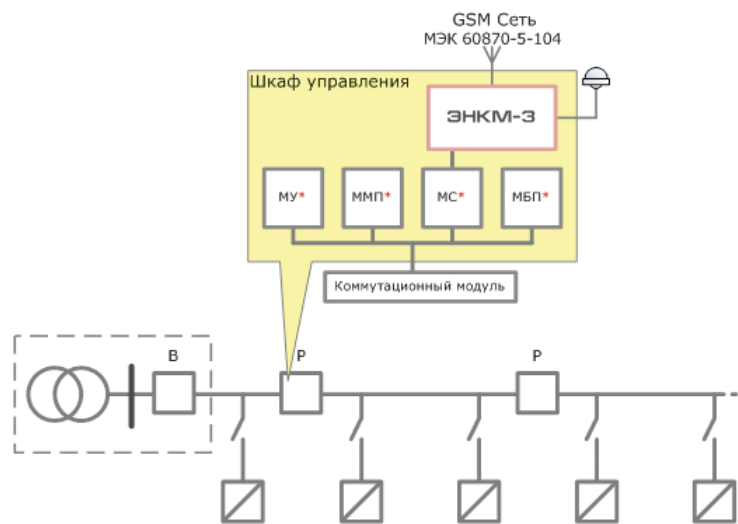 GSM Сеть
МЭК 60870-5-104
Шкаф управления
ЭНКМ-3
МУ*
ММП*
МС*
МБП*
Коммутационный модуль
В
Р
Р